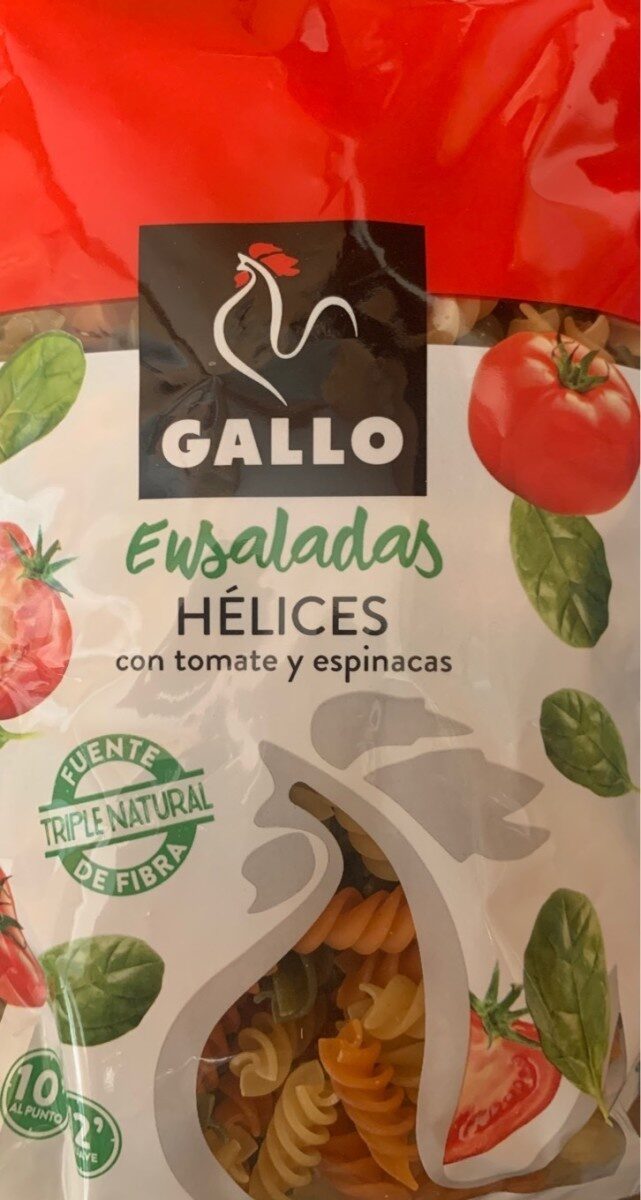 GALLO
Ensaladas
HÉLICES
con tomate y espinacas
FUENTE
TRIPLE NATURAL
DE FIBRA
10
AL PUNTO
2'